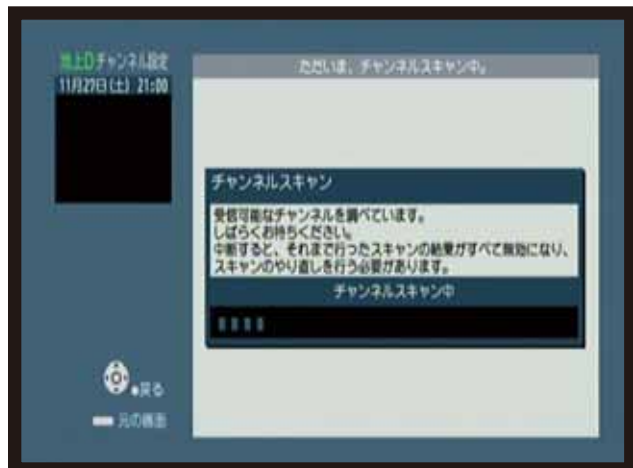 地上Dチャンネル設定
11月27日(土) 21:00
ただいま、チャンネルスキャン中。
チャンネルスキャン
受信可能なチャンネルを調べています。
しばらくお待ちください。
中断すると、それまで行ったスキャンの結果がすべて無効になり、
スキャンのやり直しを行う必要があります。
チャンネルスキャン中
戻る
元の画面